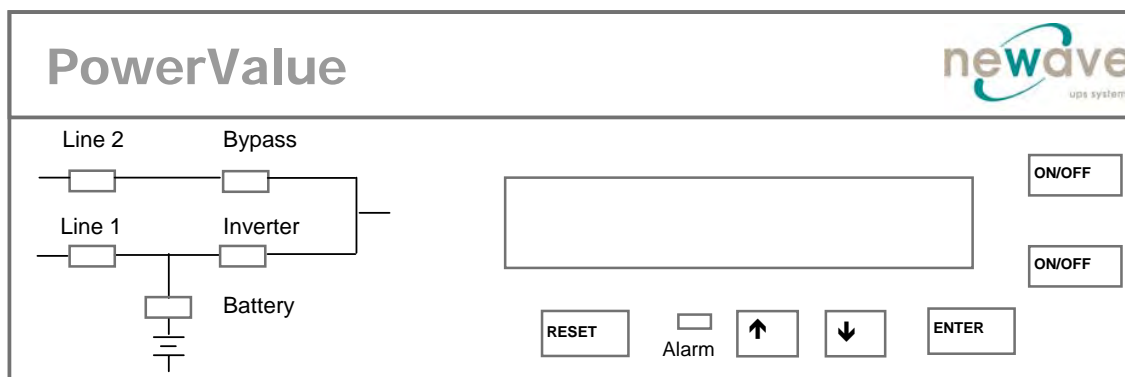 PowerValue
newave
ups system
Line 2 Bypass
ON/OFF
Line 1 Inverter
ON/OFF
Battery
RESET
Alarm
↑
↓
ENTER